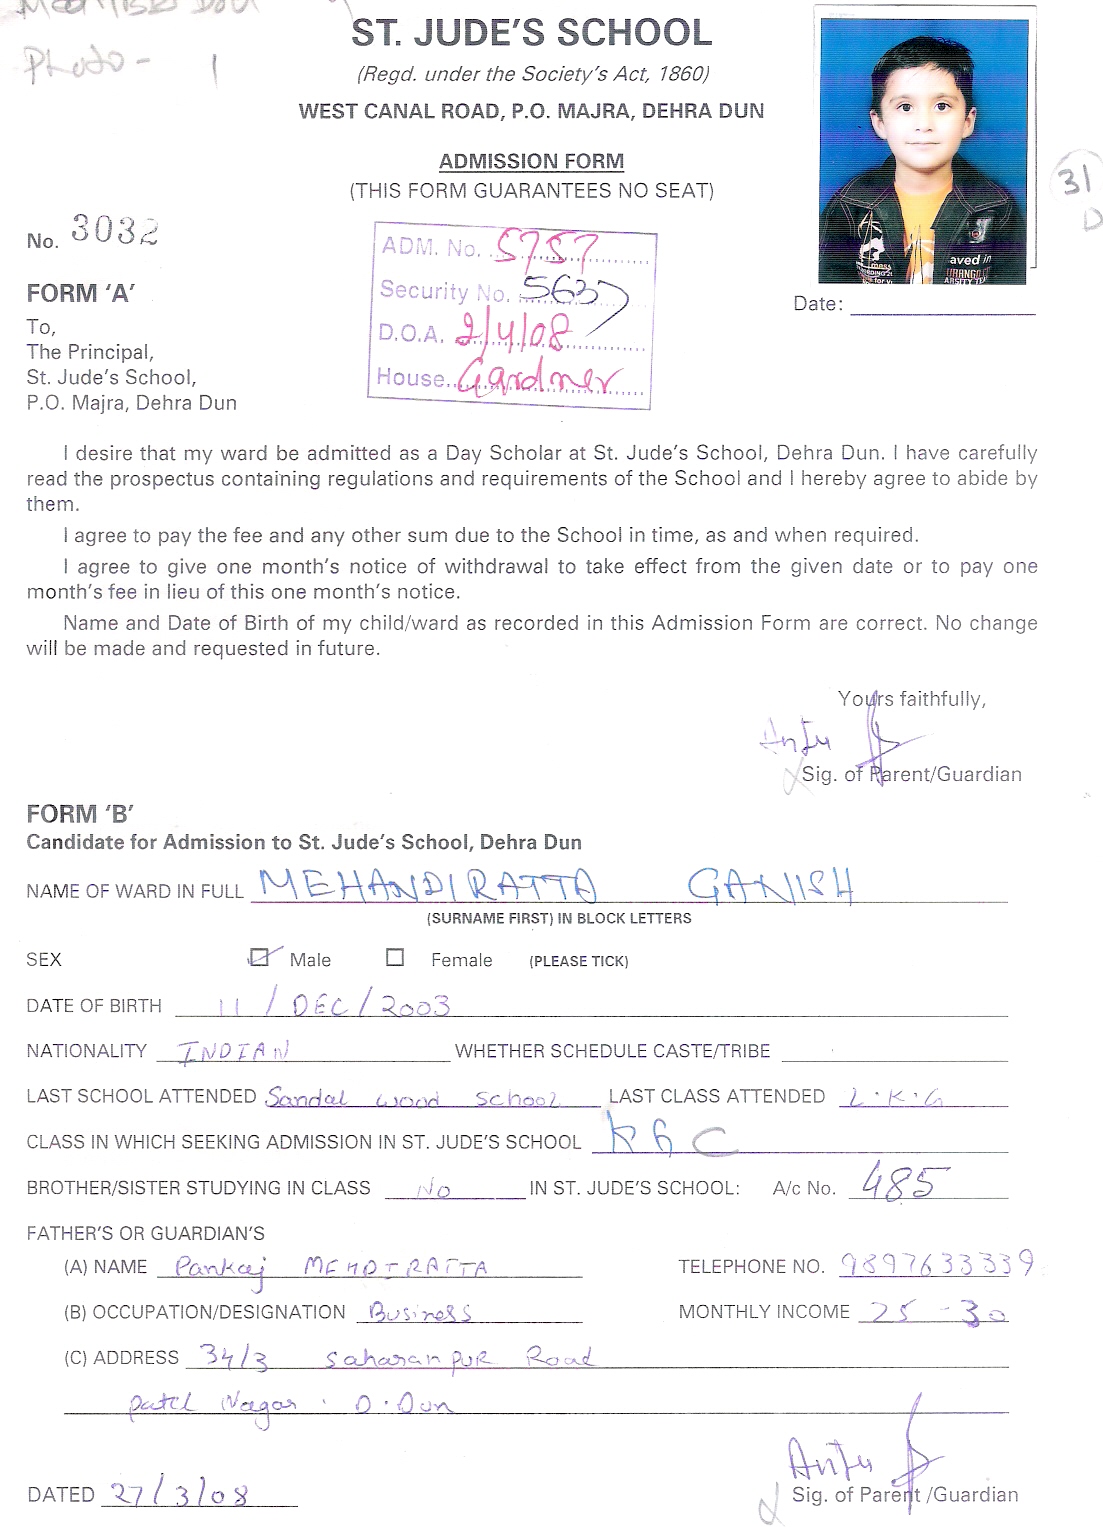 Photo - 1
ST. JUDE'S SCHOOL
(Regd. under the Society's Act, 1860)
WEST CANAL ROAD, P.O. MAJRA, DEHRA DUN
ADMISSION FORM
(THIS FORM GUARANTEES NO SEAT)
31
D
No. 3032
ADM. No. 5757
Security No. 5637
D.O.A. 2/4/08
House. Gardner
aved in
Date:
FORM 'A'
To,
The Principal,
St. Jude's School,
P.O. Majra, Dehra Dun
I desire that my ward be admitted as a Day Scholar at St. Jude's School, Dehra Dun. I have carefully
read the prospectus containing regulations and requirements of the School and I hereby agree to abide by
them.
I agree to pay the fee and any other sum due to the School in time, as and when required.
I agree to give one month's notice of withdrawal to take effect from the given date or to pay one
month's fee in lieu of this one month's notice.
Name and Date of Birth of my child/ward as recorded in this Admission Form are correct. No change
will be made and requested in future.
Yours faithfully,
Anju
Sig. of Parent/Guardian
FORM 'B'
Candidate for Admission to St. Jude's School, Dehra Dun
NAME OF WARD IN FULL MEHANDIRATTA GANISH
(SURNAME FIRST) IN BLOCK LETTERS
SEX Male Female (PLEASE TICK)
DATE OF BIRTH 11 / DEC / 2003
NATIONALITY INDIAN WHETHER SCHEDULE CASTE/TRIBE
LAST SCHOOL ATTENDED Sandal wood School LAST CLASS ATTENDED L.K.G
CLASS IN WHICH SEEKING ADMISSION IN ST. JUDE'S SCHOOL KG C
BROTHER/SISTER STUDYING IN CLASS No IN ST. JUDE'S SCHOOL: A/c No. 485
FATHER'S OR GUARDIAN'S
(A) NAME Pankaj MEHDIRATTA TELEPHONE NO. 9897633339
(B) OCCUPATION/DESIGNATION Business MONTHLY INCOME 25 - 30
(C) ADDRESS 34/3 Saharanpur Road
Patel Nagar . D.Dun
Anju
DATED 27/3/08 Sig. of Parent /Guardian